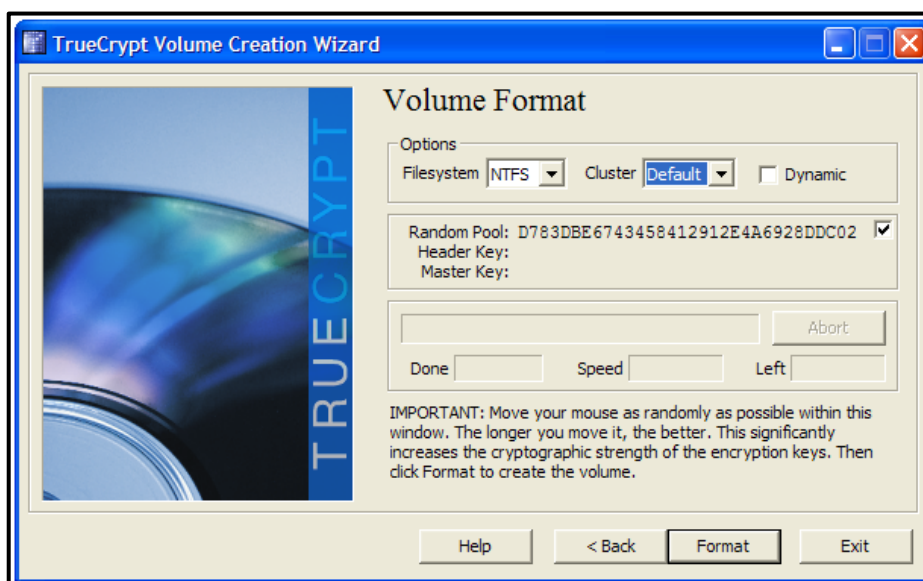 TrueCrypt Volume Creation Wizard
TRUECRYPT
Volume Format
Options
Filesystem NTFS Cluster Default Dynamic
Random Pool: D783DBE6743458412912E4A6928DDC02
Header Key:
Master Key:
Abort
Done Speed Left
IMPORTANT: Move your mouse as randomly as possible within this
window. The longer you move it, the better. This significantly
increases the cryptographic strength of the encryption keys. Then
click Format to create the volume.
Help < Back Format Exit